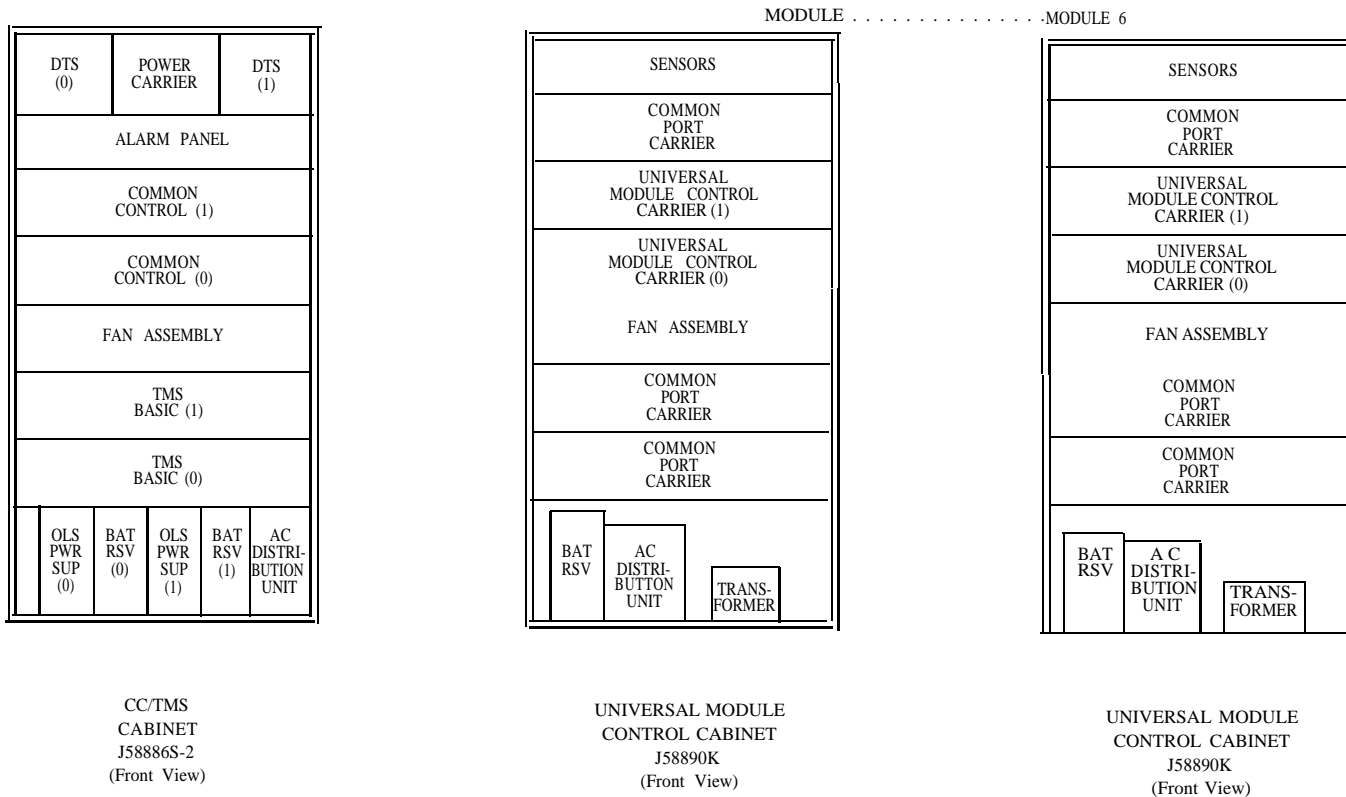 MODULE . . . . . . . . . . . . . . .MODULE 6
DTS
(0)
POWER
CARRIER
DTS
(1)
ALARM PANEL
COMMON
CONTROL (1)
COMMON
CONTROL (0)
FAN ASSEMBLY
TMS
BASIC (1)
TMS
BASIC (0)
OLS
PWR
SUP
(0)
BAT
RSV
(0)
OLS
PWR
SUP
(1)
BAT
RSV
(1)
AC
DISTRI-
BUTION
UNIT
CC/TMS
CABINET
J58886S-2
(Front View)
SENSORS
COMMON
PORT
CARRIER
UNIVERSAL
MODULE CONTROL
CARRIER (1)
UNIVERSAL
MODULE CONTROL
CARRIER (0)
FAN ASSEMBLY
COMMON
PORT
CARRIER
COMMON
PORT
CARRIER
BAT
RSV
AC
DISTRI-
BUTTON
UNIT
TRANS-
FORMER
UNIVERSAL MODULE
CONTROL CABINET
J58890K
(Front View)
SENSORS
COMMON
PORT
CARRIER
UNIVERSAL
MODULE CONTROL
CARRIER (1)
UNIVERSAL
MODULE CONTROL
CARRIER (0)
FAN ASSEMBLY
COMMON
PORT
CARRIER
COMMON
PORT
CARRIER
BAT
RSV
A C
DISTRI-
BUTION
UNIT
TRANS-
FORMER
UNIVERSAL MODULE
CONTROL CABINET
J58890K
(Front View)